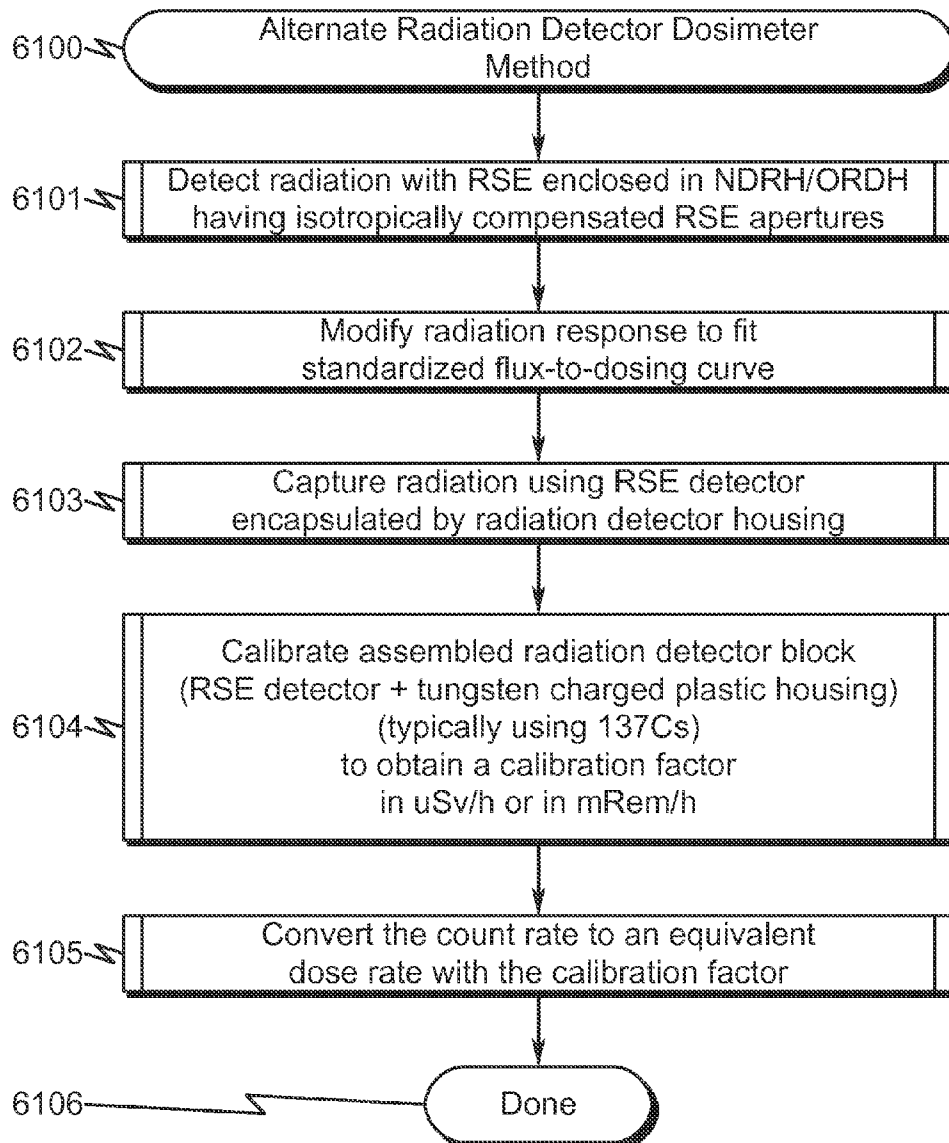 6100
Alternate Radiation Detector Dosimeter
Method
6101
Detect radiation with RSE enclosed in NDRH/ORDH
having isotropically compensated RSE apertures
6102
Modify radiation response to fit
standardized flux-to-dosing curve
6103
Capture radiation using RSE detector
encapsulated by radiation detector housing
6104
Calibrate assembled radiation detector block
(RSE detector + tungsten charged plastic housing)
(typically using 137Cs)
to obtain a calibration factor
in uSv/h or in mRem/h
6105
Convert the count rate to an equivalent
dose rate with the calibration factor
6106
Done